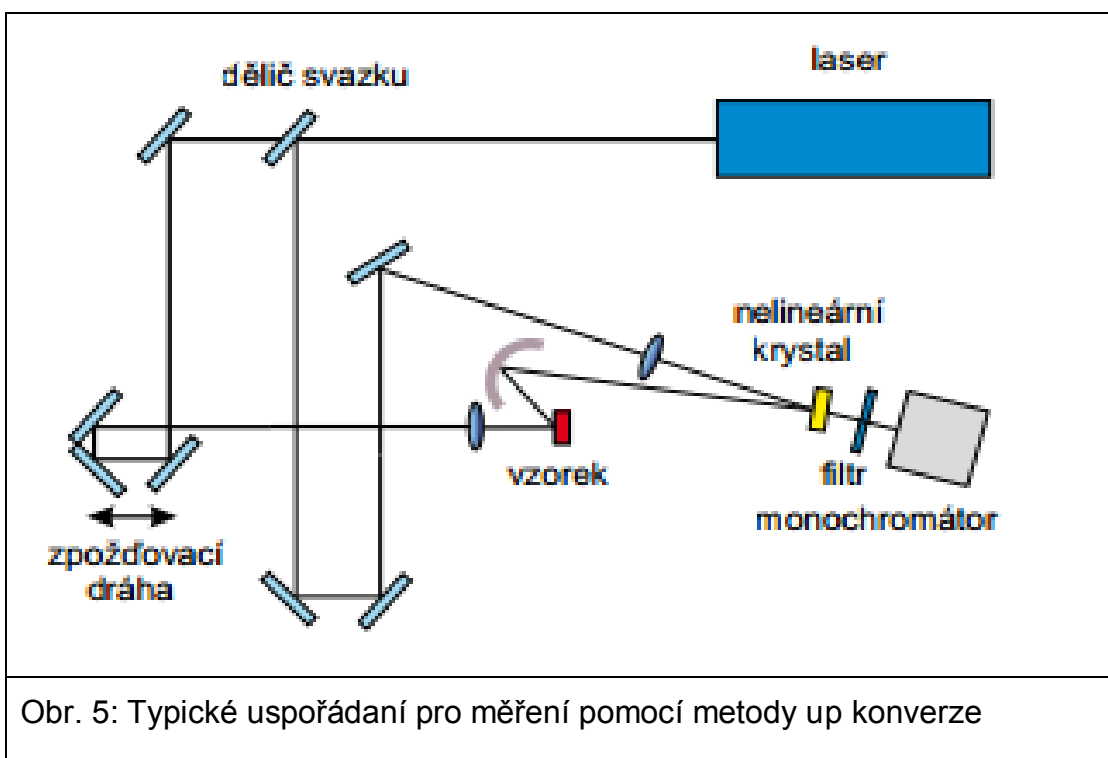 laser
dělič svazku
nelineární
krystal
vzorek
filtr
monochromátor
zpožďovací
dráha
Obr. 5: Typické uspořádaní pro měření pomocí metody up konverze